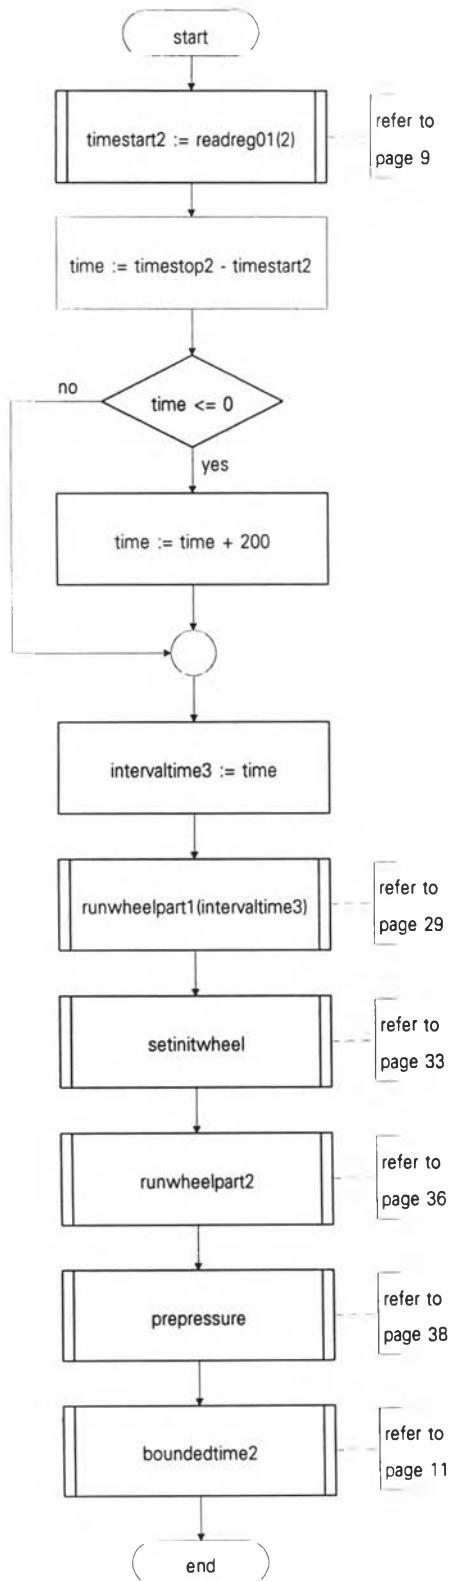 start
timestart2 := readreg01(2)
refer to
page 9
time := timestop2 - timestart2
no
time <= 0
yes
time := time + 200
intervaltime3 := time
runwheelpart1(intervaltime3)
refer to
page 29
setinitwheel
refer to
page 33
runwheelpart2
refer to
page 36
prepressure
refer to
page 38
boundedtime2
refer to
page 11
end